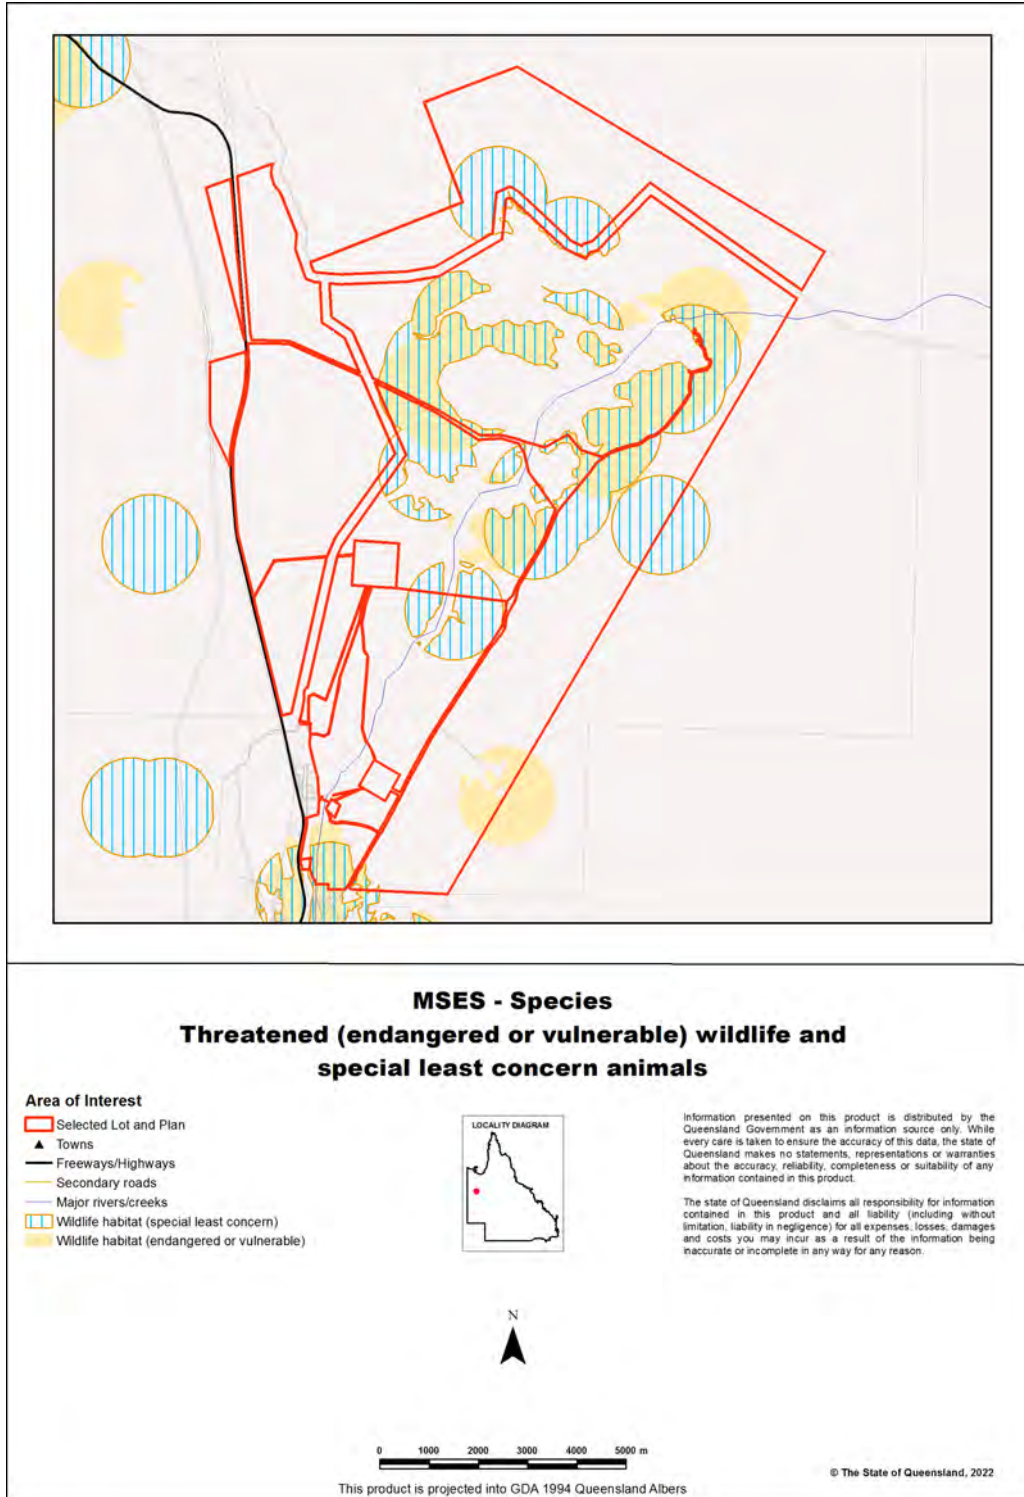 MSES - Species
Threatened (endangered or vulnerable) wildlife and
special least concern animals
Area of Interest
Selected Lot and Plan
Towns
Freeways/Highways
Secondary roads
Major rivers/creeks
Wildlife habitat (special least concern)
Wildlife habitat (endangered or vulnerable)
LOCALITY DIAGRAM
Information presented on this product is distributed by the
Queensland Government as an information source only. While
every care is taken to ensure the accuracy of this data, the state of
Queensland makes no statements, representations or warranties
about the accuracy, reliability, completeness or suitability of any
information contained in this product.
The state of Queensland disclaims all responsibility for information
contained in this product and all liability (including without
limitation, liability in negligence) for all expenses, losses, damages
and costs you may incur as a result of the information being
inaccurate or incomplete in any way for any reason.
N
0 1000 2000 3000 4000 5000 m
This product is projected into GDA 1994 Queensland Albers
© The State of Queensland, 2022